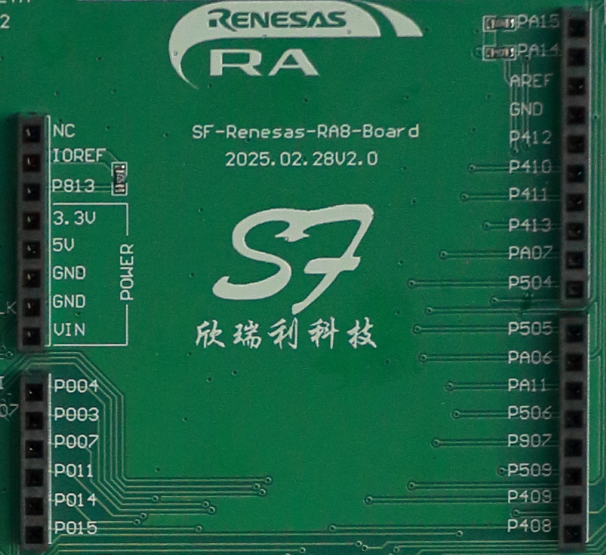 RENESAS
RA
SF-Renesas-RA8-Board
2025.02.28V2.0
SF
欣瑞利科技
NC
IOREF
P813
3.3V
5V
GND
GND
VIN
POWER
P004
P003
P007
P011
P014
P015
PA15
PA14
AREF
GND
P412
P410
P411
P413
PA07
P504
P505
PA06
PA11
P506
P907
P509
P409
P408